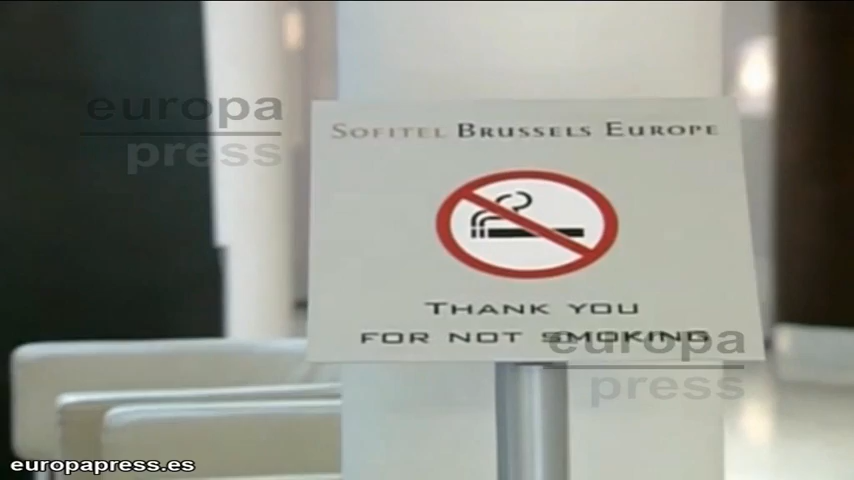 europa
press
SOFITEL BRUSSELS EUROPE
THANK YOU
FOR NOT SMOKING
europa
press
europapress.es